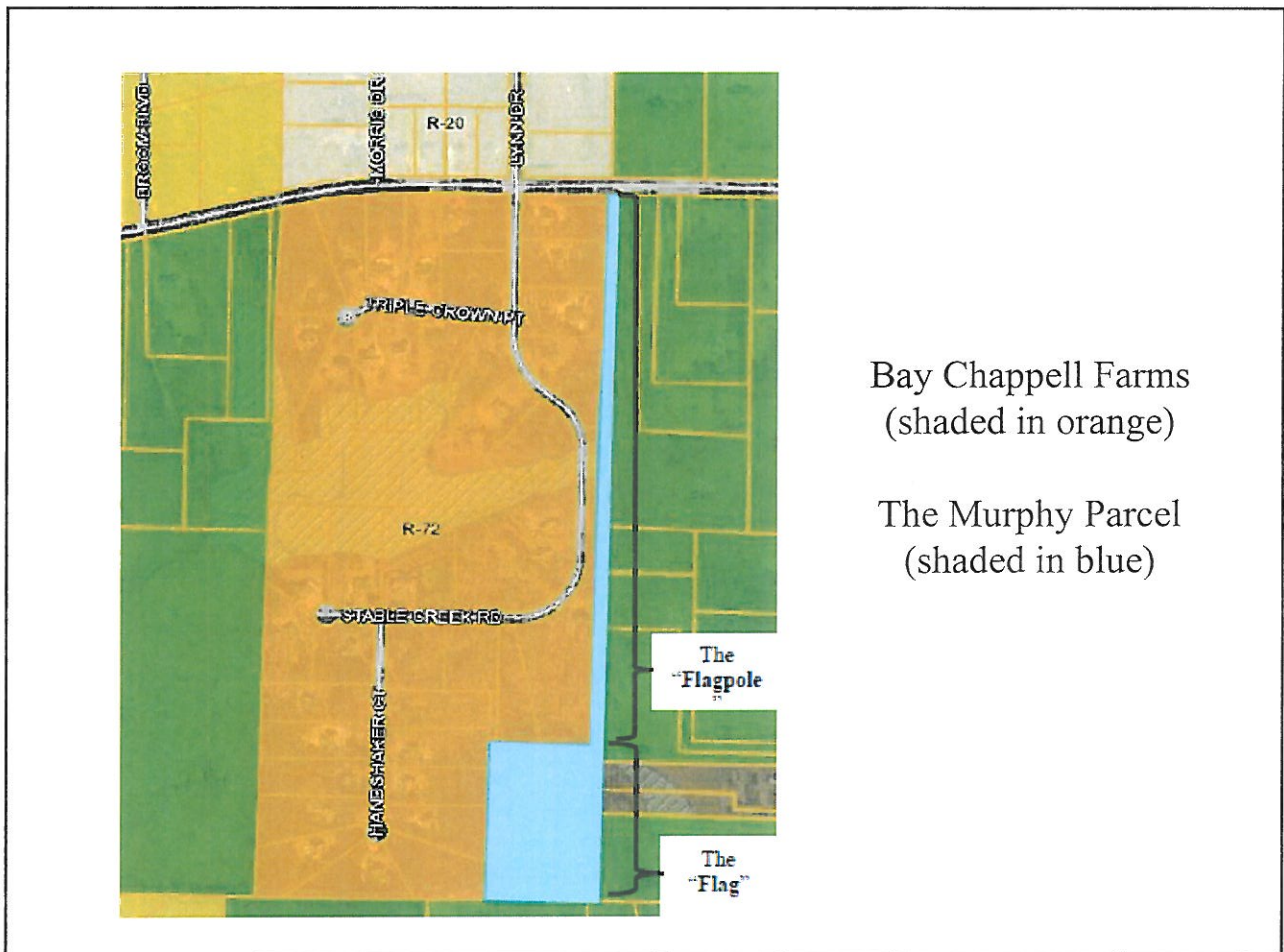 BROOM BLVD
MORRIS DR
R-20
LYNN DR
TRIPLE CROWN PT
R-72
STABLE CREEK RD
HANDSHAKER CT
The
“Flagpole
”
The
“Flag”
Bay Chappell Farms
(shaded in orange)
The Murphy Parcel
(shaded in blue)